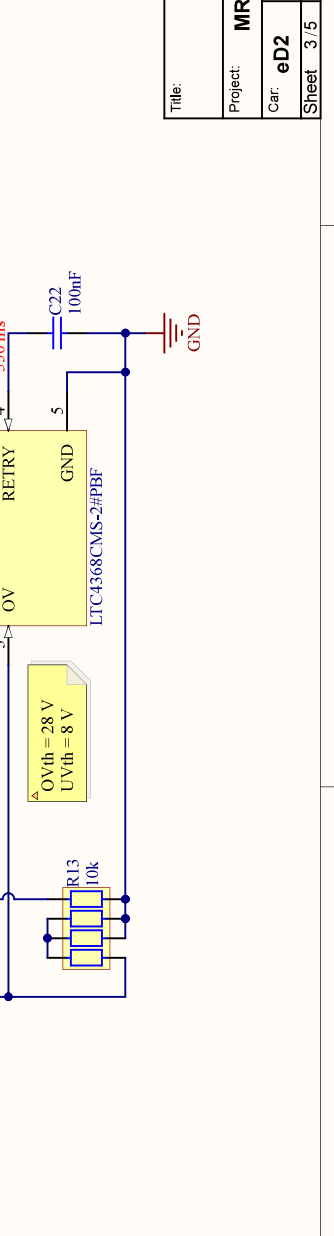 Title:
Project: MR
Car: eD2
Sheet 3/5
C22
100nF
GND
4
5
RETRY
GND
OV
LTC4368CMS-2#PBF
OVth = 28 V
UVth = 8 V
R13
10k